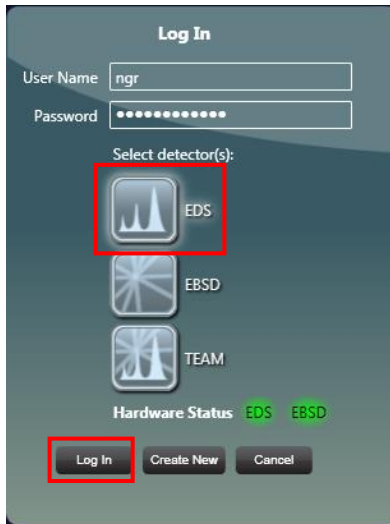 Log In
User Name ngr
Password ••••••••••••
Select detector(s):
EDS
EBSD
TEAM
Hardware Status EDS EBSD
Log In Create New Cancel